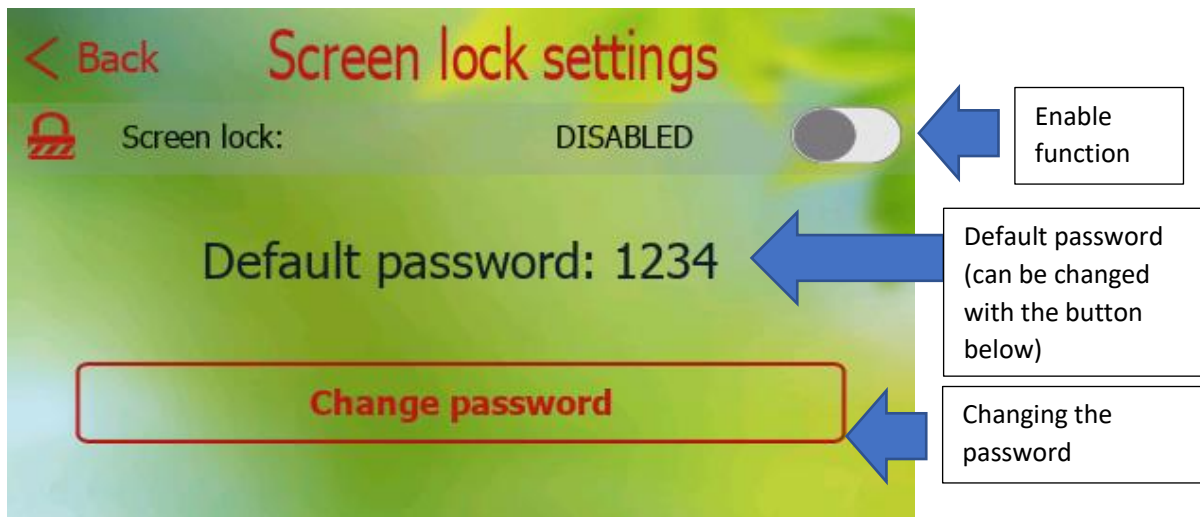 < Back Screen lock settings
Screen lock: DISABLED
Enable
function
Default password: 1234
Default password
(can be changed
with the button
below)
Change password
Changing the
password